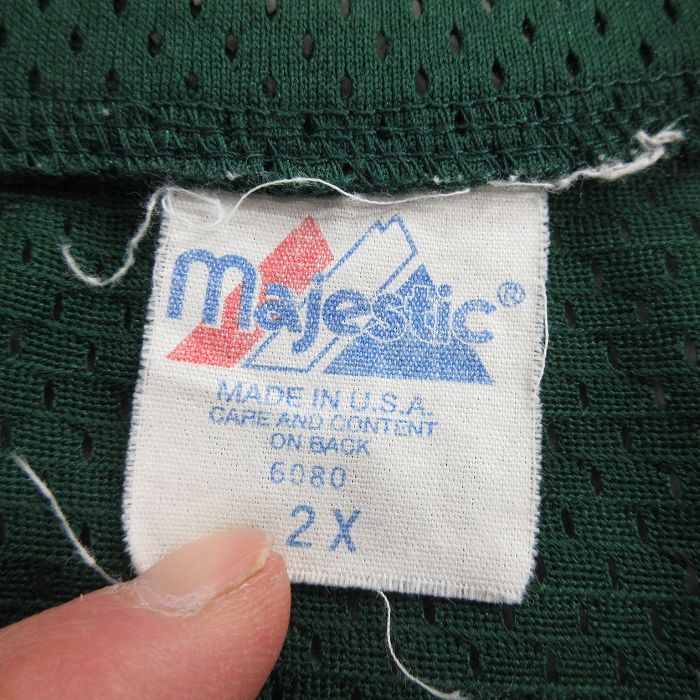 majestic®
MADE IN U.S.A.
CARE AND CONTENT
ON BACK
6080
2X